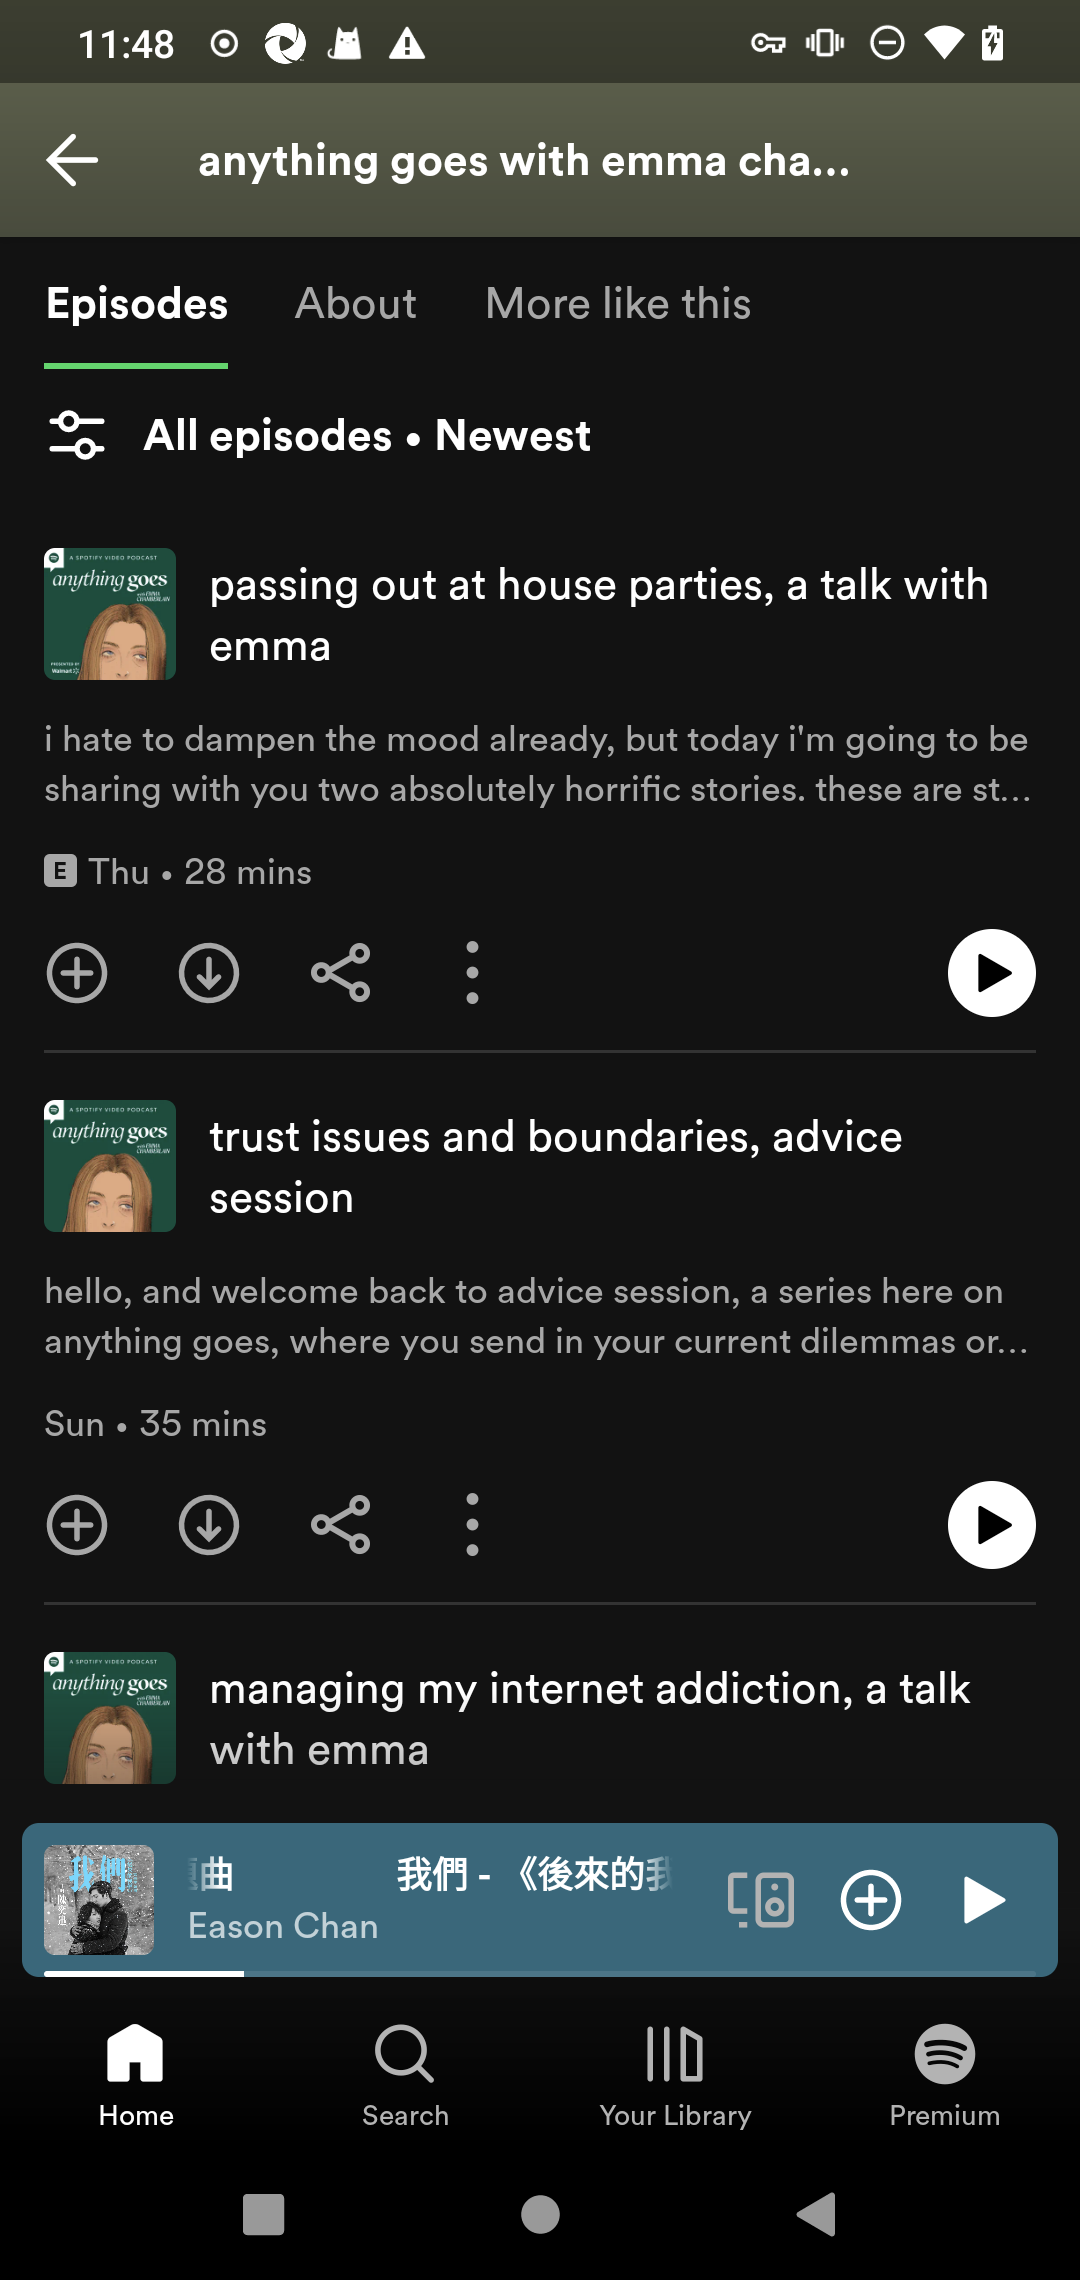 11:48
anything goes with emma cha...
Episodes
About
More like this
All episodes • Newest
A SPOTIFY VIDEO PODCAST
anything goes
passing out at house parties, a talk with
emma
i hate to dampen the mood already, but today i'm going to be
sharing with you two absolutely horrific stories. these are st...
E Thu • 28 mins
A SPOTIFY VIDEO PODCAST
anything goes
trust issues and boundaries, advice
session
hello, and welcome back to advice session, a series here on
anything goes, where you send in your current dilemmas or...
Sun • 35 mins
A SPOTIFY VIDEO PODCAST
anything goes
managing my internet addiction, a talk
with emma
我們
曲 我們 - 《後來的我
Eason Chan
Home
Search
Your Library
Premium